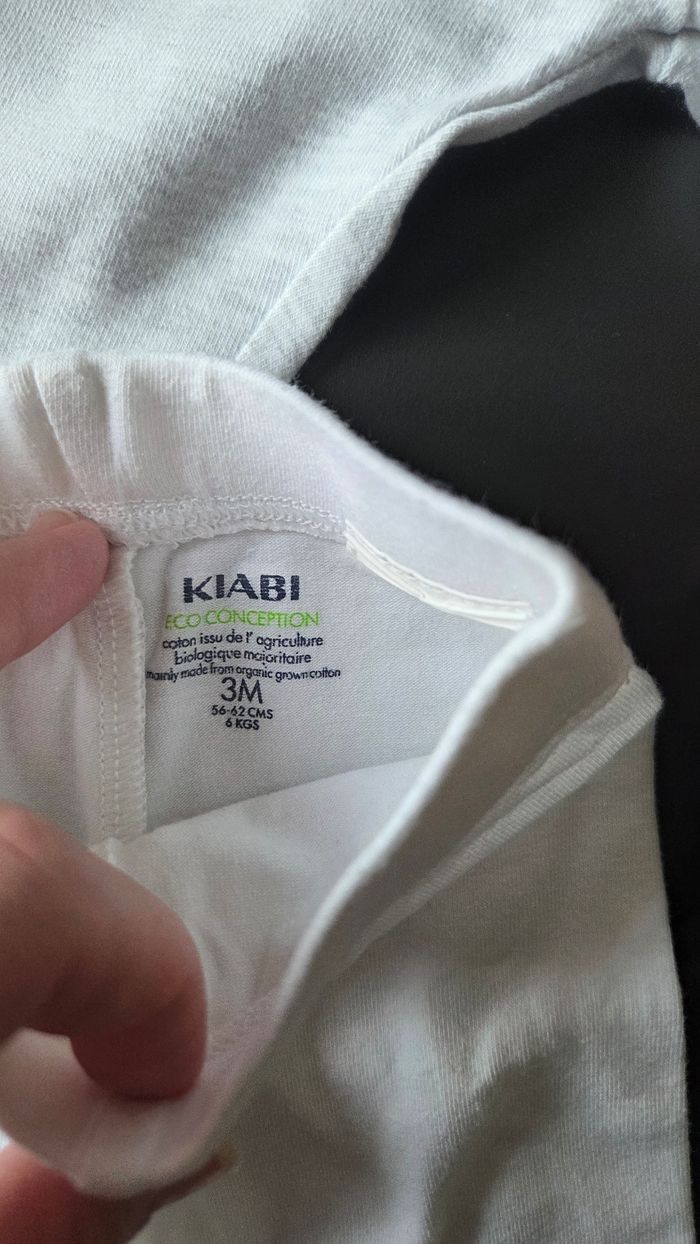 KIABI
ECO CONCEPTION
coton issu de l' agriculture
biologique majoritaire
mainly made from organic grown cotton
3M
56-62 CMS
6 KGS